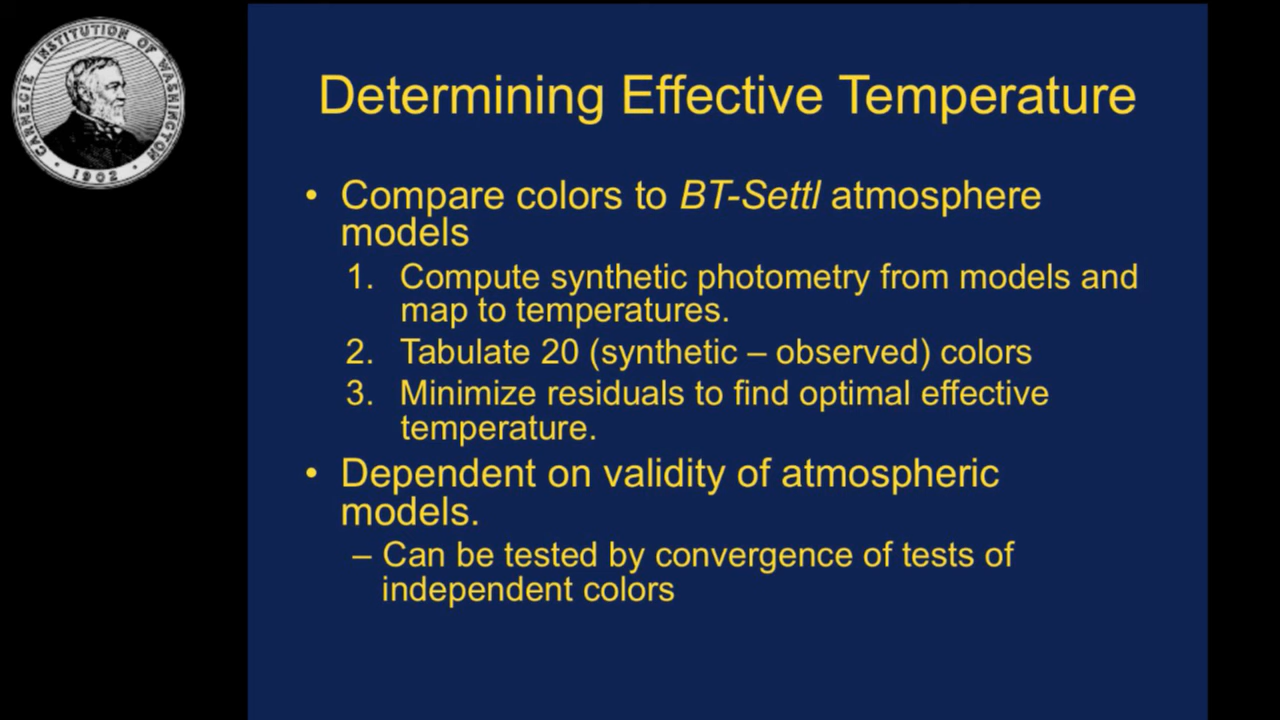 CARNEGIE INSTITUTION OF WASHINGTON
1902
Determining Effective Temperature
• Compare colors to BT-Settl atmosphere
models
1. Compute synthetic photometry from models and
map to temperatures.
2. Tabulate 20 (synthetic – observed) colors
3. Minimize residuals to find optimal effective
temperature.
• Dependent on validity of atmospheric
models.
– Can be tested by convergence of tests of
independent colors